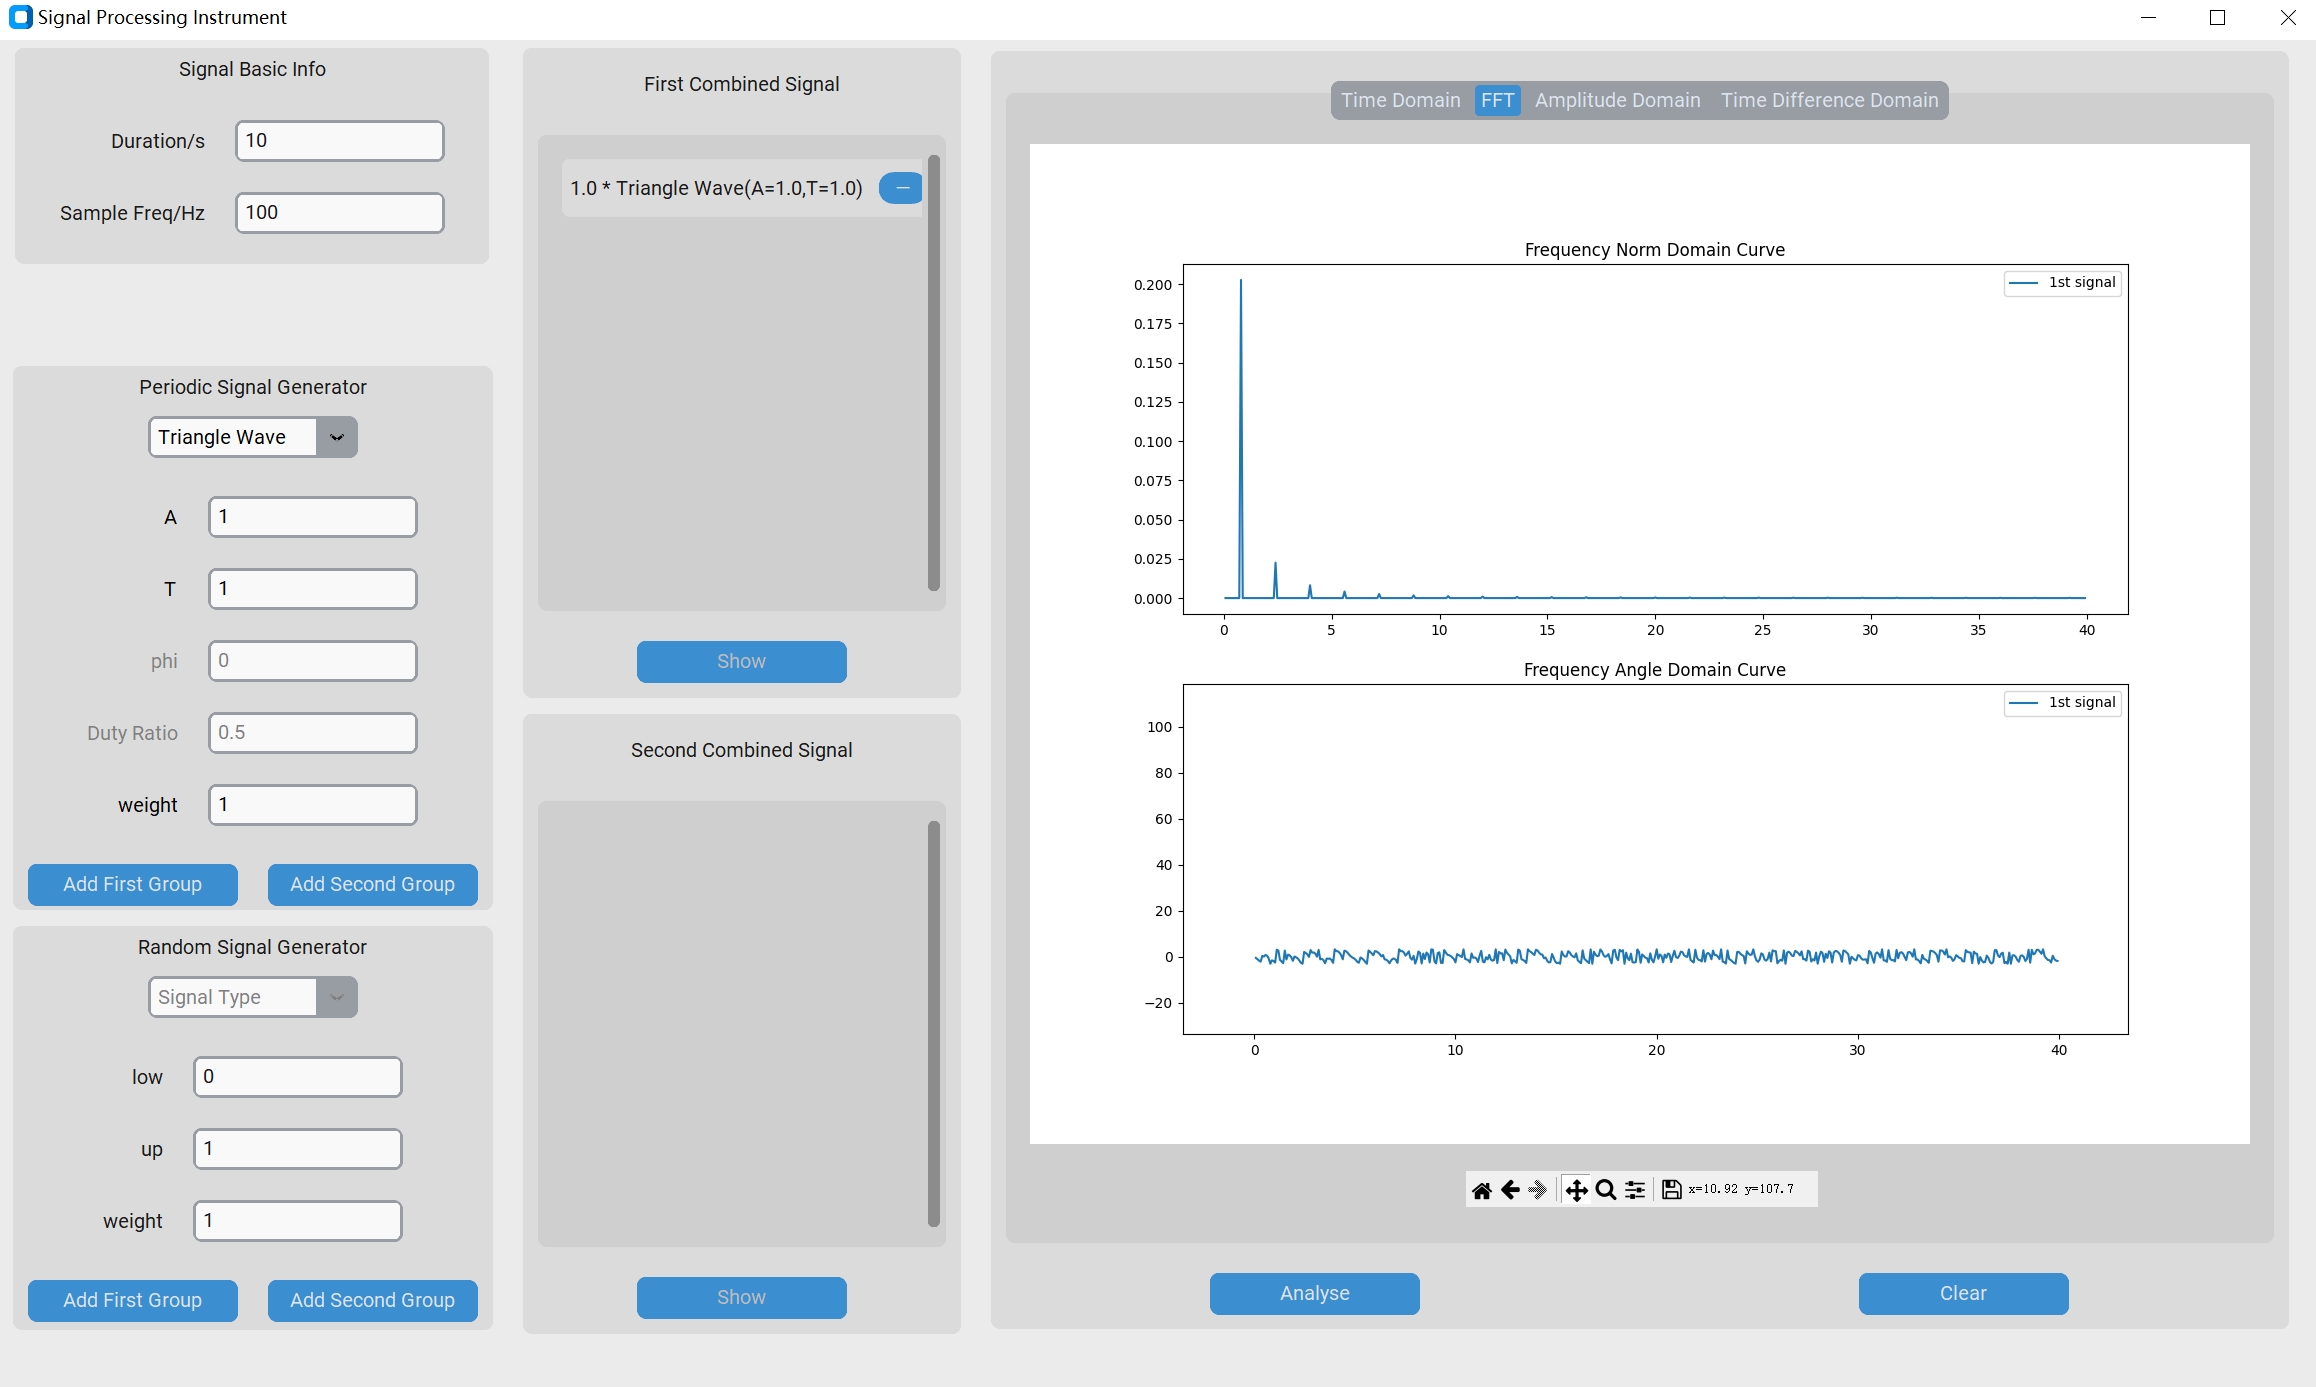 Signal Processing Instrument
Signal Basic Info
Duration/s 10
Sample Freq/Hz 100
Periodic Signal Generator
Triangle Wave
A 1
T 1
phi 0
Duty Ratio 0.5
weight 1
Add First Group Add Second Group
Random Signal Generator
Signal Type
low 0
up 1
weight 1
Add First Group Add Second Group
First Combined Signal
1.0 * Triangle Wave(A=1.0,T=1.0)
Show
Second Combined Signal
Show
Time Domain FFT Amplitude Domain Time Difference Domain
Frequency Norm Domain Curve
1st signal
0.200
0.175
0.150
0.125
0.100
0.075
0.050
0.025
0.000
0 5 10 15 20 25 30 35 40
Frequency Angle Domain Curve
1st signal
100
80
60
40
20
0
−20
0 10 20 30 40
x=10.92 y=107.7
Analyse Clear